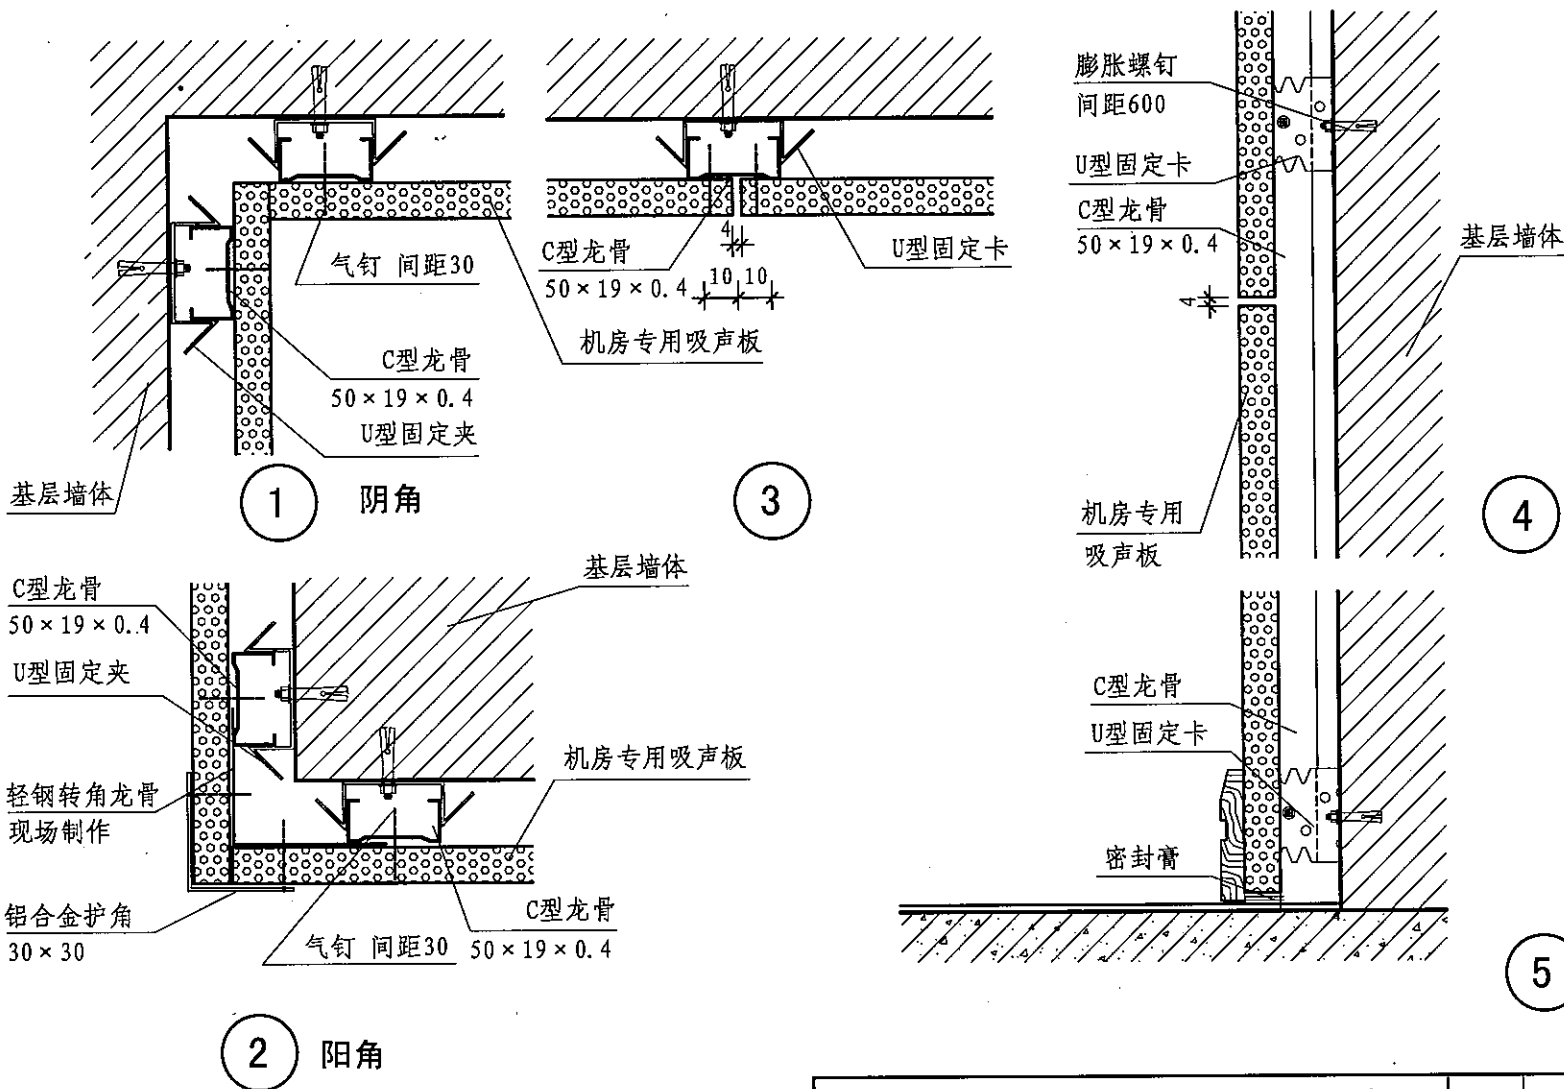 气钉 间距30
C型龙骨
50×19×0.4
U型固定夹
基层墙体
1 阴角
C型龙骨
50×19×0.4
4
10 10
U型固定卡
机房专用吸声板
3
膨胀螺钉
间距600
U型固定卡
C型龙骨
50×19×0.4
4
基层墙体
机房专用
吸声板
4
C型龙骨
50×19×0.4
U型固定夹
轻钢转角龙骨
现场制作
铝合金护角
30×30
基层墙体
机房专用吸声板
气钉 间距30
C型龙骨
50×19×0.4
2 阳角
C型龙骨
U型固定卡
密封膏
5